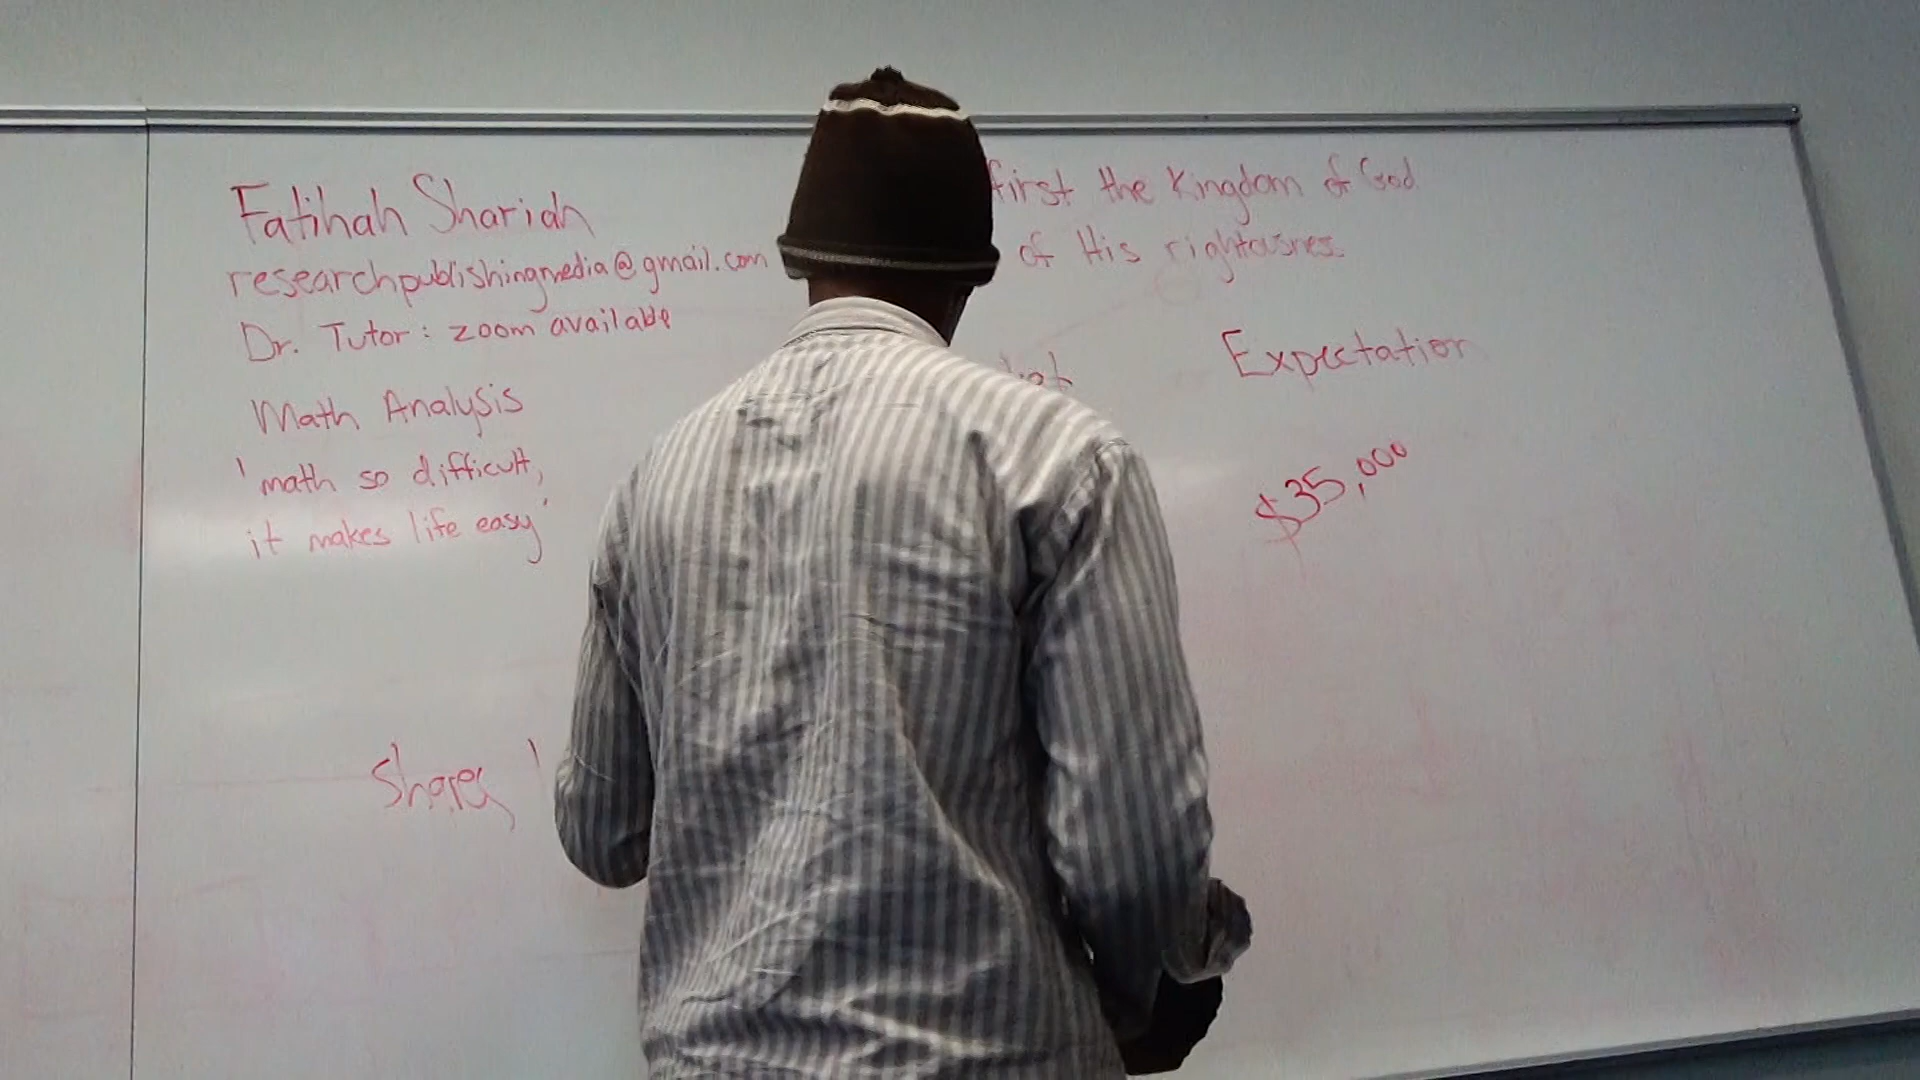 Fatihah Shariah
researchpublishingmedia@gmail.com
Dr. Tutor: zoom available
Math Analysis
'math so difficult,
it makes life easy'
first the Kingdom of God
of His rightousness
Expectation
$35,000
Shares